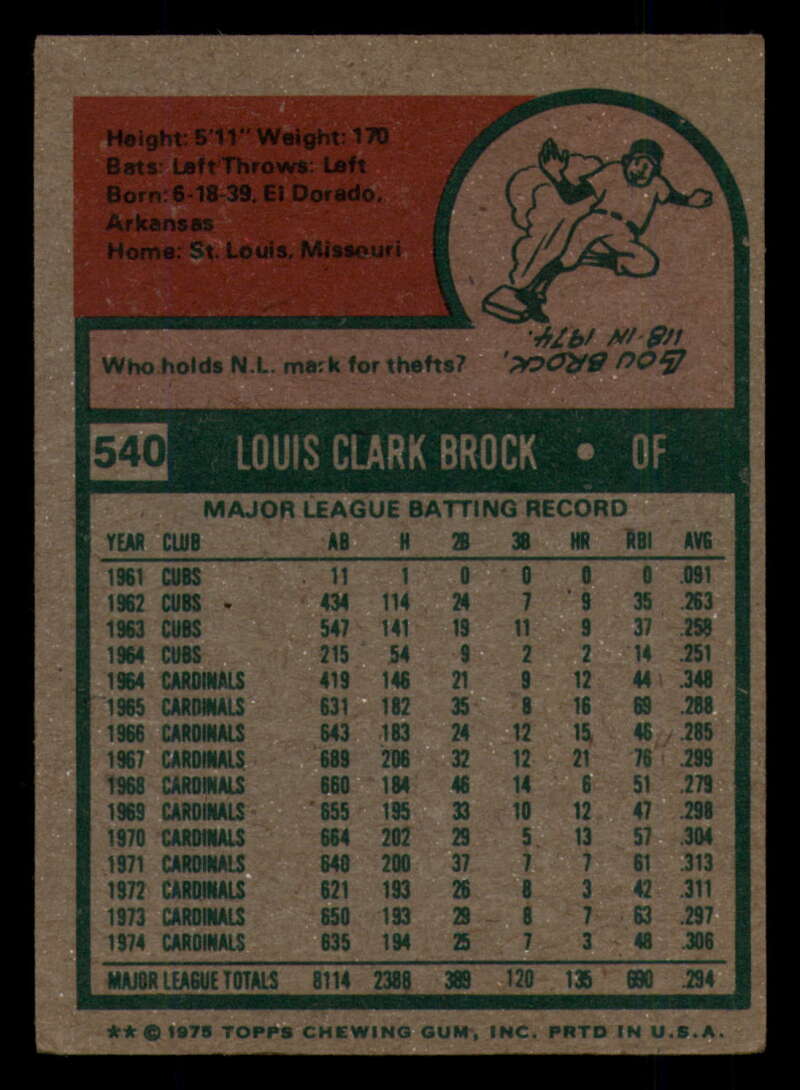 Height: 5'11" Weight: 170
Bats: Left Throws: Left
Born: 6-18-39, El Dorado,
Arkansas
Home: St. Louis, Missouri
Who holds N.L. mark for thefts?
LOU BROCK,
118-IN 1974.
540 LOUIS CLARK BROCK • OF
MAJOR LEAGUE BATTING RECORD
YEAR CLUB AB H 2B 3B HR RBI AVG
1961 CUBS 11 1 0 0 0 0 .091
1962 CUBS 434 114 24 7 9 35 .263
1963 CUBS 547 141 19 11 9 37 .258
1964 CUBS 215 54 9 2 2 14 .251
1964 CARDINALS 419 146 21 9 12 44 .348
1965 CARDINALS 631 182 35 8 16 69 .288
1966 CARDINALS 643 183 24 12 15 46 .285
1967 CARDINALS 689 206 32 12 21 76 .299
1968 CARDINALS 660 184 46 14 6 51 .279
1969 CARDINALS 655 195 33 10 12 47 .298
1970 CARDINALS 664 202 29 5 13 57 .304
1971 CARDINALS 640 200 37 7 7 61 .313
1972 CARDINALS 621 193 26 8 3 42 .311
1973 CARDINALS 650 193 29 8 7 63 .297
1974 CARDINALS 635 194 25 7 3 48 .306
MAJOR LEAGUE TOTALS 8114 2388 389 120 135 690 .294
★★ © 1975 TOPPS CHEWING GUM, INC. PRTD IN U.S.A.